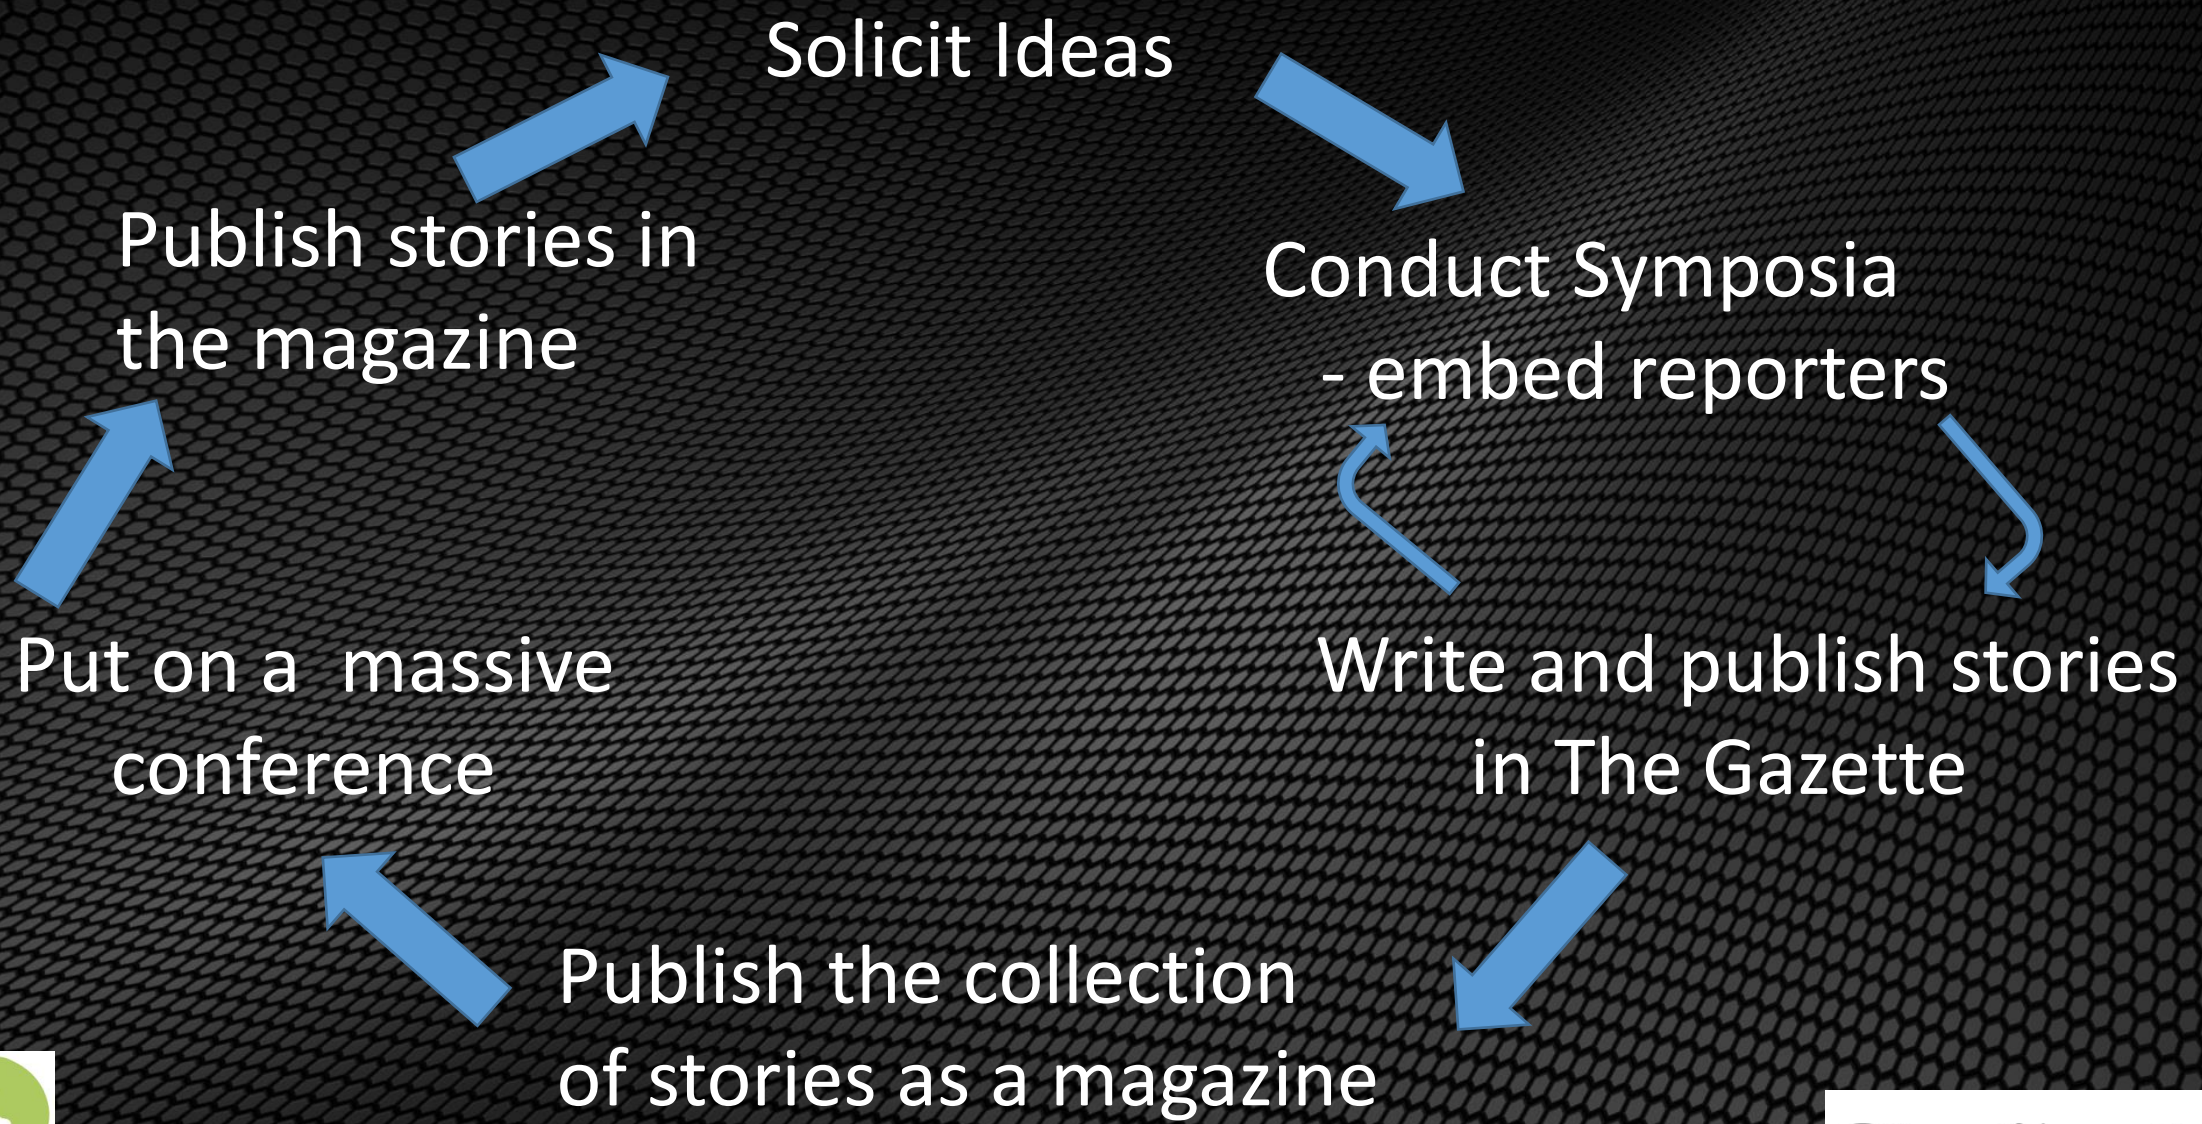 Solicit Ideas
Publish stories in
the magazine
Conduct Symposia
- embed reporters
Put on a  massive
conference
Write and publish stories
in The Gazette
Publish the collection
of stories as a magazine